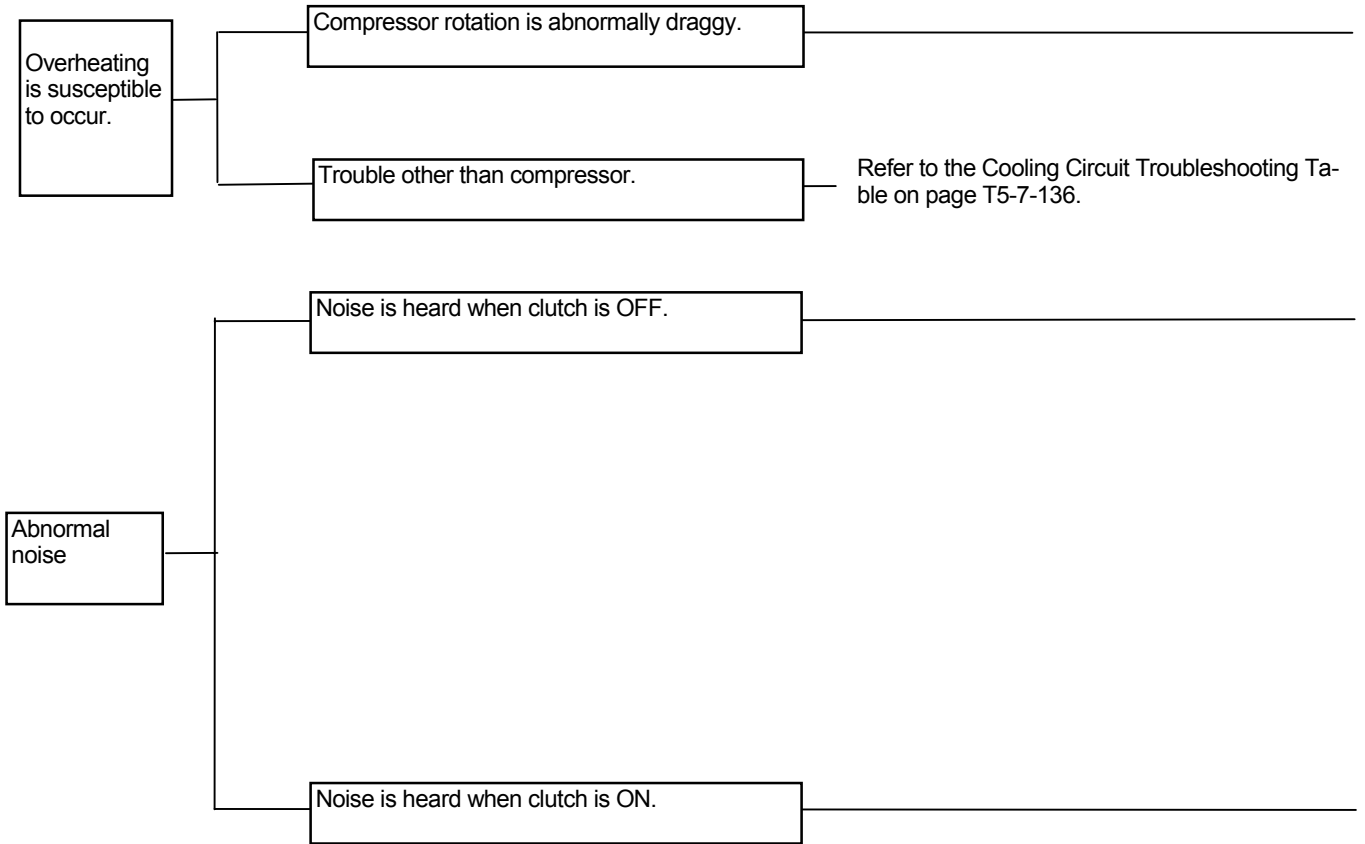 Overheating
is susceptible
to occur.
Compressor rotation is abnormally draggy.
Trouble other than compressor.
Refer to the Cooling Circuit Troubleshooting Ta-
ble on page T5-7-136.
Abnormal
noise
Noise is heard when clutch is OFF.
Noise is heard when clutch is ON.